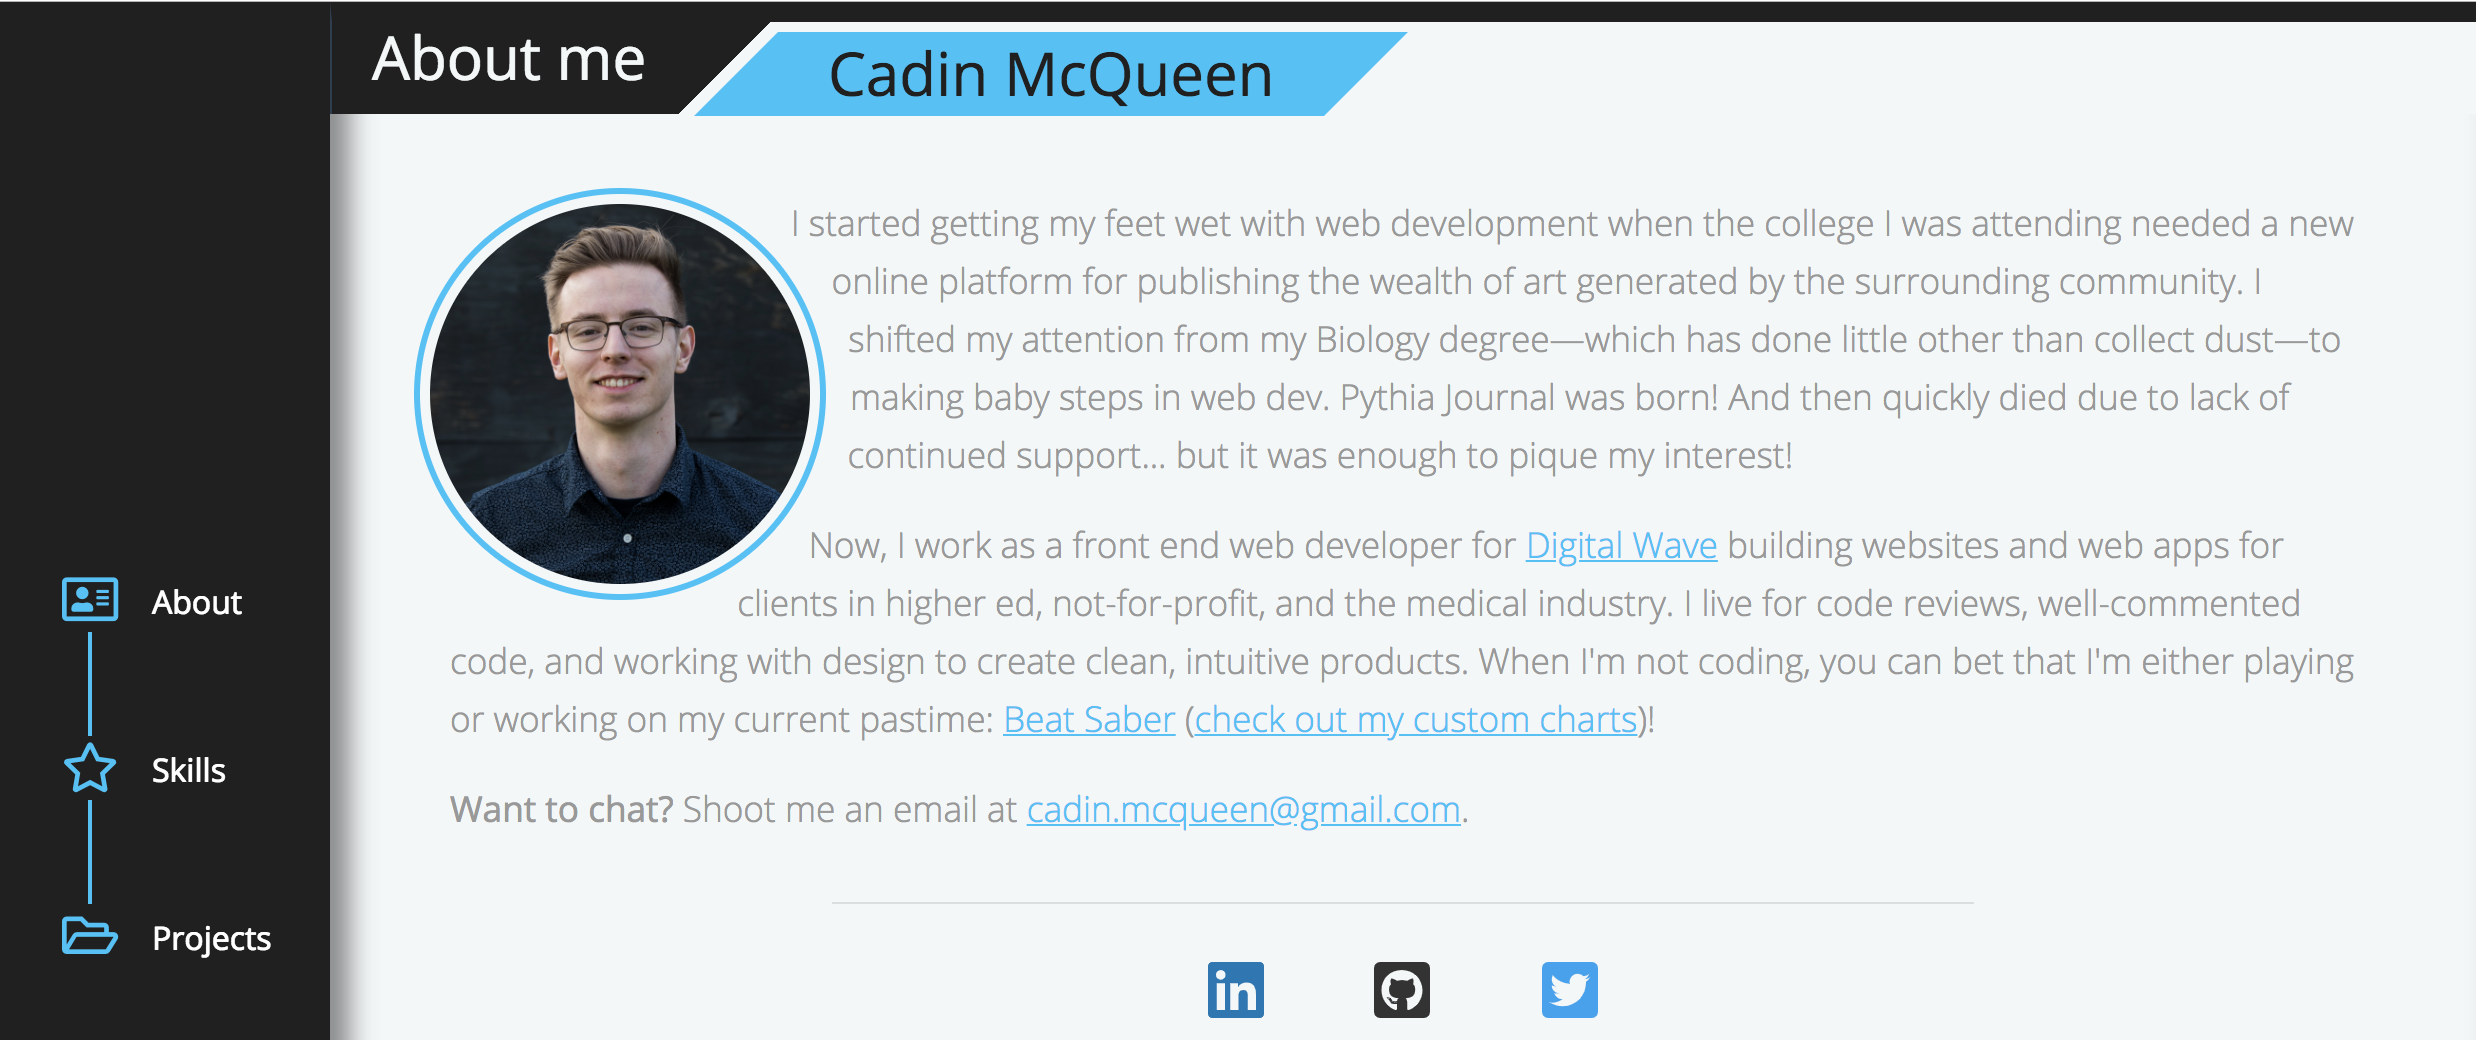 About me
Cadin McQueen
I started getting my feet wet with web development when the college I was attending needed a new
online platform for publishing the wealth of art generated by the surrounding community. I
shifted my attention from my Biology degree—which has done little other than collect dust—to
making baby steps in web dev. Pythia Journal was born! And then quickly died due to lack of
continued support... but it was enough to pique my interest!
Now, I work as a front end web developer for Digital Wave building websites and web apps for
clients in higher ed, not-for-profit, and the medical industry. I live for code reviews, well-commented
code, and working with design to create clean, intuitive products. When I'm not coding, you can bet that I'm either playing
or working on my current pastime: Beat Saber (check out my custom charts)!
Want to chat? Shoot me an email at cadin.mcqueen@gmail.com.
About
Skills
Projects
in